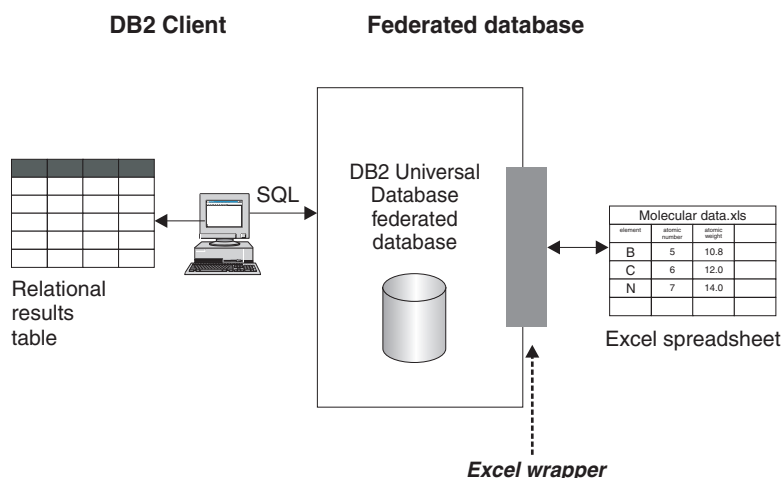 DB2 Client
Federated database
SQL
DB2 Universal
Database
federated
database
Relational
results
table
Molecular data.xls
element atomic number atomic weight
B 5 10.8
C 6 12.0
N 7 14.0
Excel spreadsheet
Excel wrapper